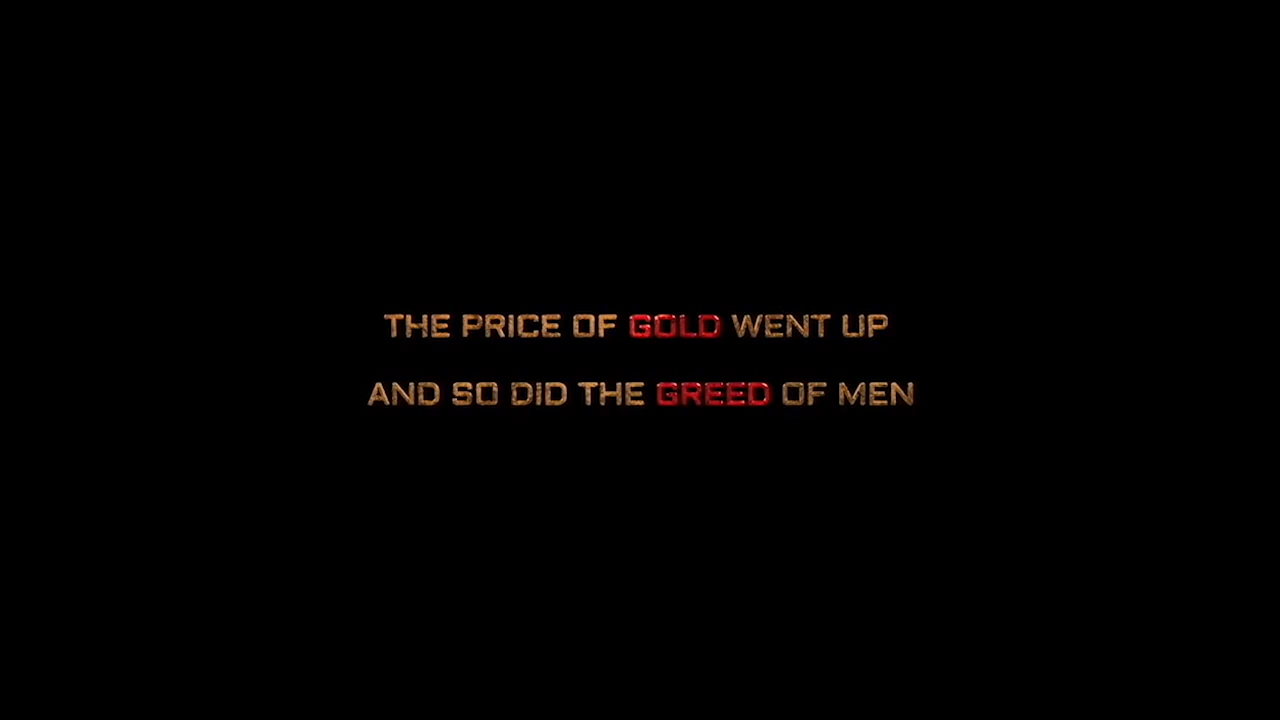 THE PRICE OF GOLD WENT UP
AND SO DID THE GREED OF MEN